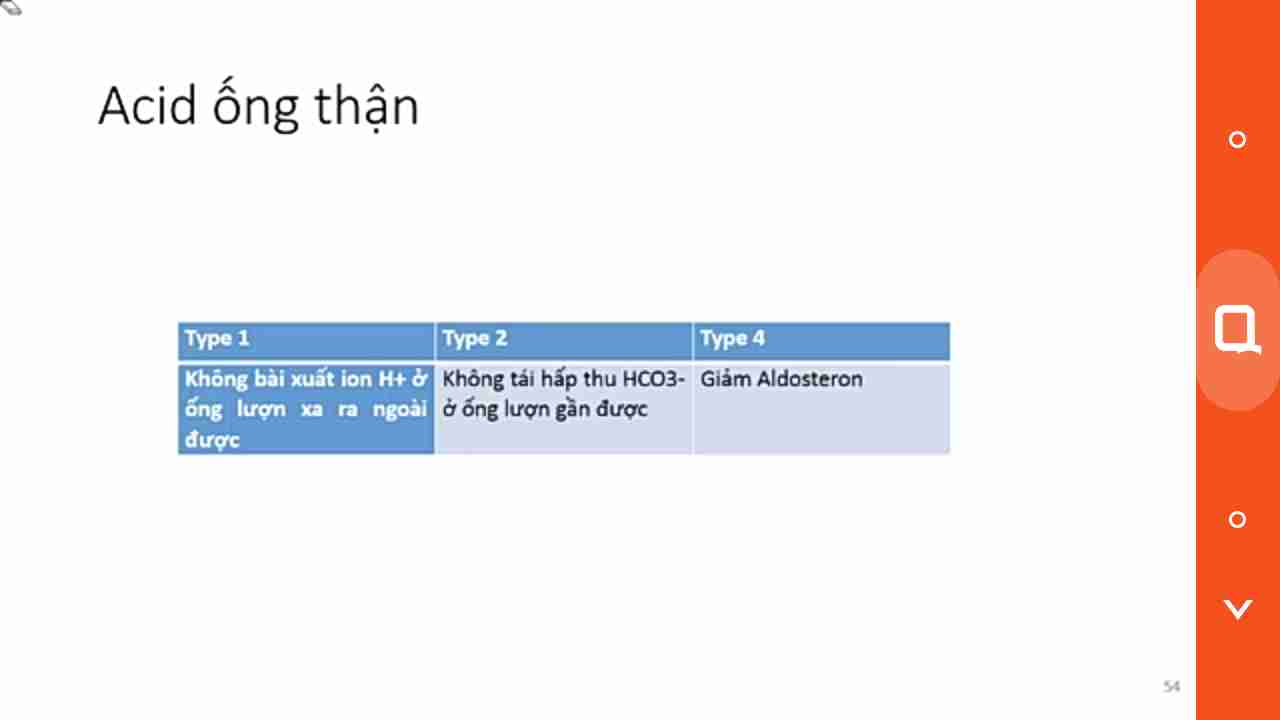 Acid ống thận
Type 1
Type 2
Type 4
Không bài xuất ion H+ ở
ống lượn xa ra ngoài
được
Không tái hấp thu HCO3-
ở ống lượn gần được
Giảm Aldosteron
54